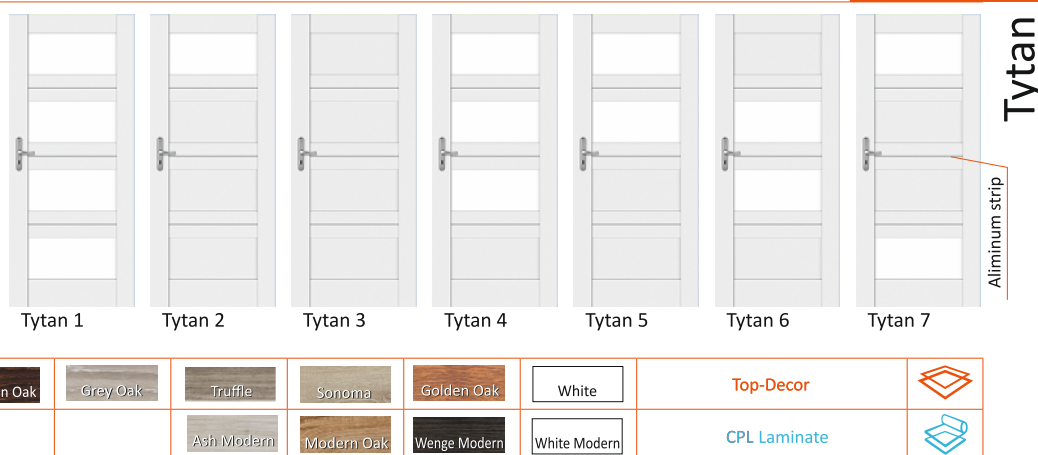 Tytan
Aliminum strip
Tytan 1
Tytan 2
Tytan 3
Tytan 4
Tytan 5
Tytan 6
Tytan 7
n Oak
Grey Oak
Truffle
Sonoma
Golden Oak
White
Top-Decor
Ash Modern
Modern Oak
Wenge Modern
White Modern
CPL Laminate